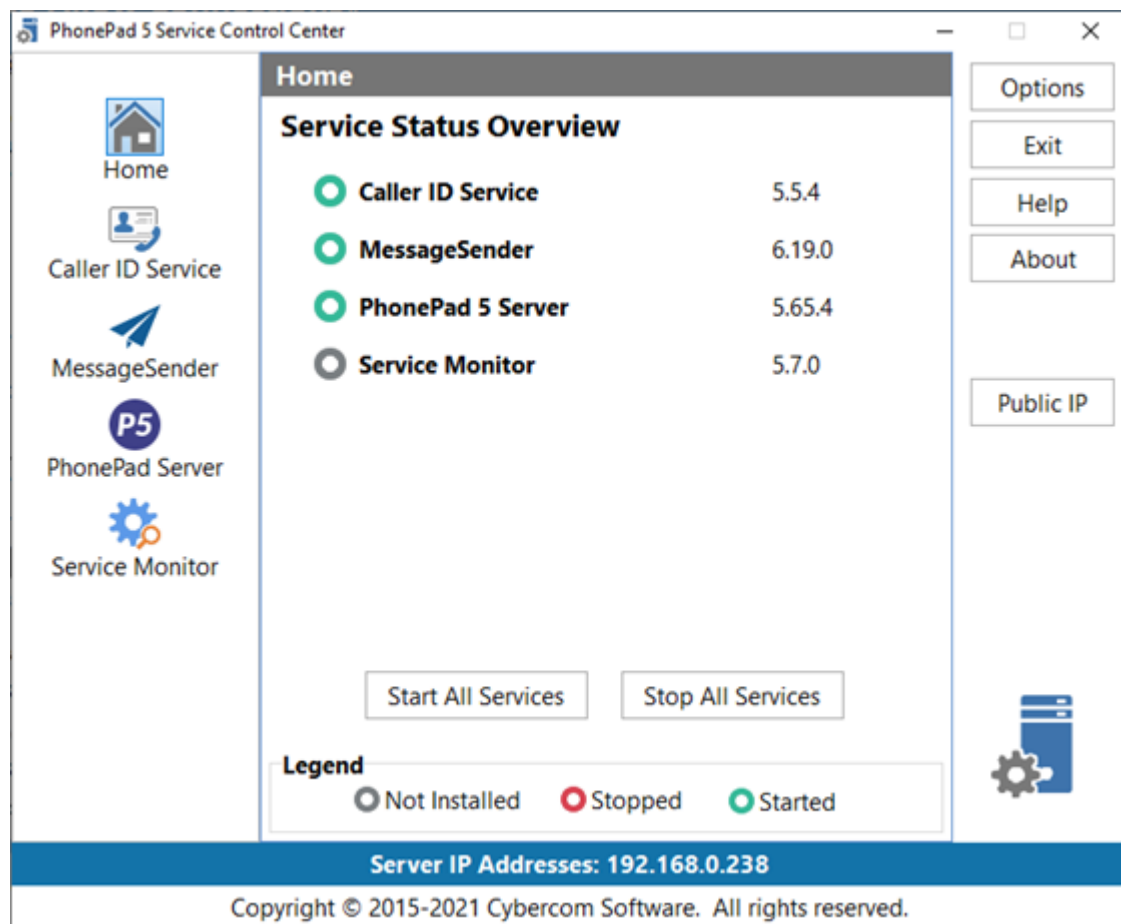 PhonePad 5 Service Control Center
Home
Caller ID Service
MessageSender
P5
PhonePad Server
Service Monitor
Home
Service Status Overview
Caller ID Service 5.5.4
MessageSender 6.19.0
PhonePad 5 Server 5.65.4
Service Monitor 5.7.0
Start All Services Stop All Services
Legend
Not Installed Stopped Started
Options
Exit
Help
About
Public IP
Server IP Addresses: 192.168.0.238
Copyright © 2015-2021 Cybercom Software. All rights reserved.